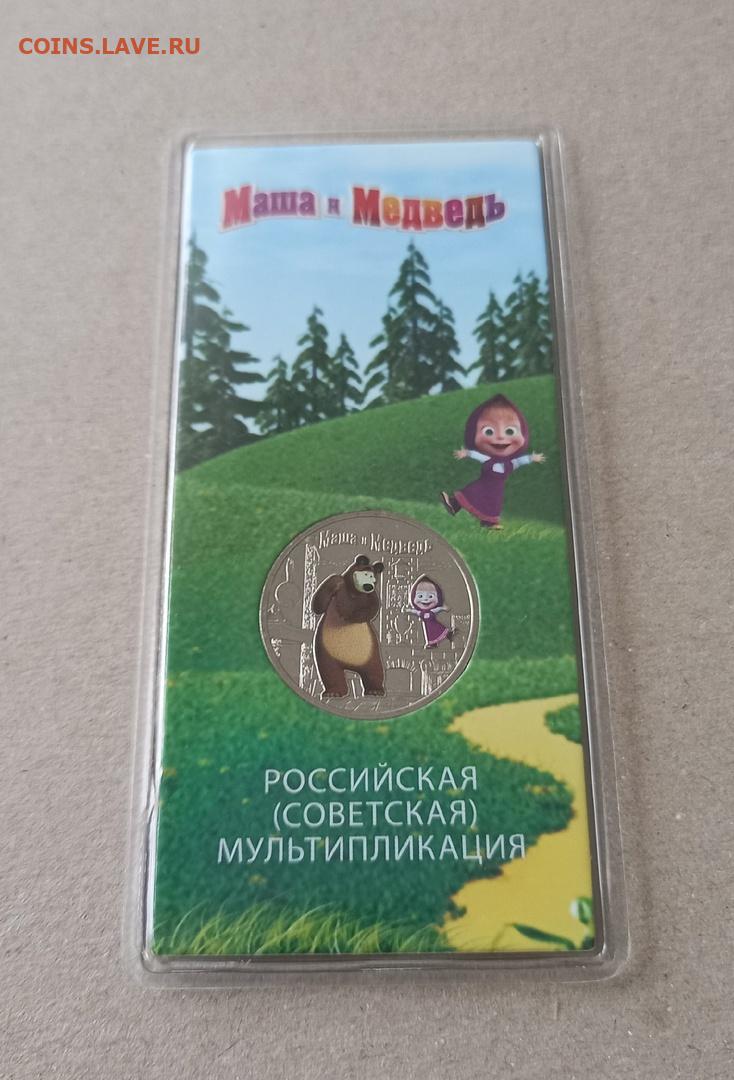 COINS.LAVE.RU
Маша и Медведь
Маша и Медведь
РОССИЙСКАЯ
(СОВЕТСКАЯ)
МУЛЬТИПЛИКАЦИЯ